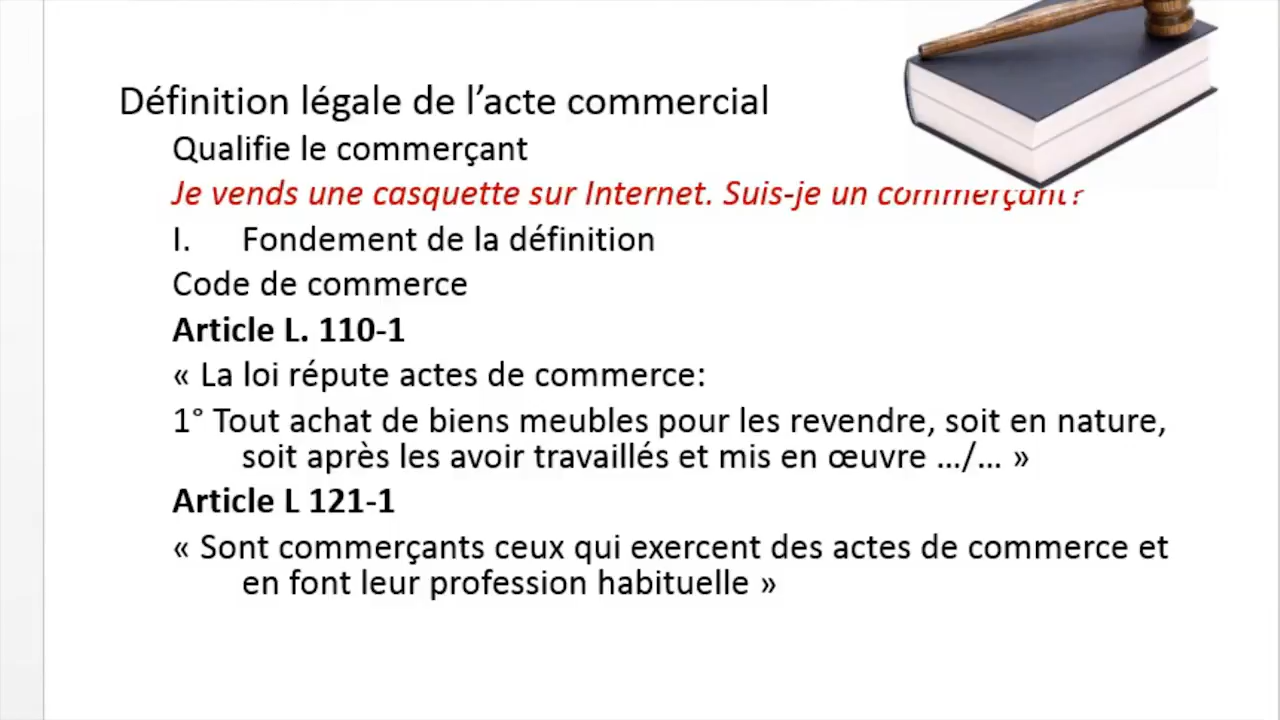 Définition légale de l’acte commercial
Qualifie le commerçant
Je vends une casquette sur Internet. Suis-je un commerçant?
I. Fondement de la définition
Code de commerce
Article L. 110-1
« La loi répute actes de commerce:
1° Tout achat de biens meubles pour les revendre, soit en nature,
soit après les avoir travaillés et mis en œuvre …/… »
Article L 121-1
« Sont commerçants ceux qui exercent des actes de commerce et
en font leur profession habituelle »